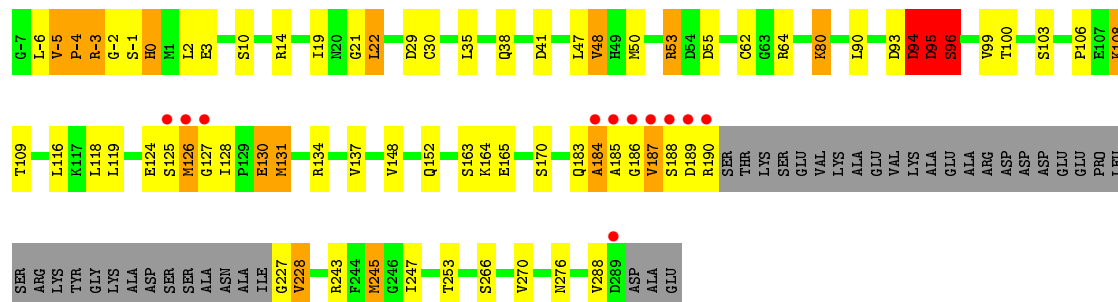 G-7 L-6 V-5 P-4 R-3 G-2 S-1 H0 M1 L2 E3 S10 R14 I19 N20 G21 L22 D29 C30 L35 Q38 D41 L47 V48 H49 M50 R53 D54 D55 C62 G63 R64 K80 L90 D93 D94 D95 S96 V99 T100 S103 P106 E107 K108
T109 L116 K117 L118 L119 E124 S125 M126 G127 I128 P129 E130 M131 R134 V137 V148 Q152 S163 K164 E165 S170 Q183 A184 A185 G186 V187 S188 D189 R190 SER THR LYS SER GLU VAL LYS ALA GLU VAL LYS ALA GLU ALA ARG ASP ASP ASP GLU GLU PRO LEU
SER ARG LYS TYR GLY LYS ALA ASP SER SER ALA ASN ALA ILE G227 V228 R243 F244 M245 G246 I247 T253 S266 V270 N276 V288 D289 ASP ALA GLU